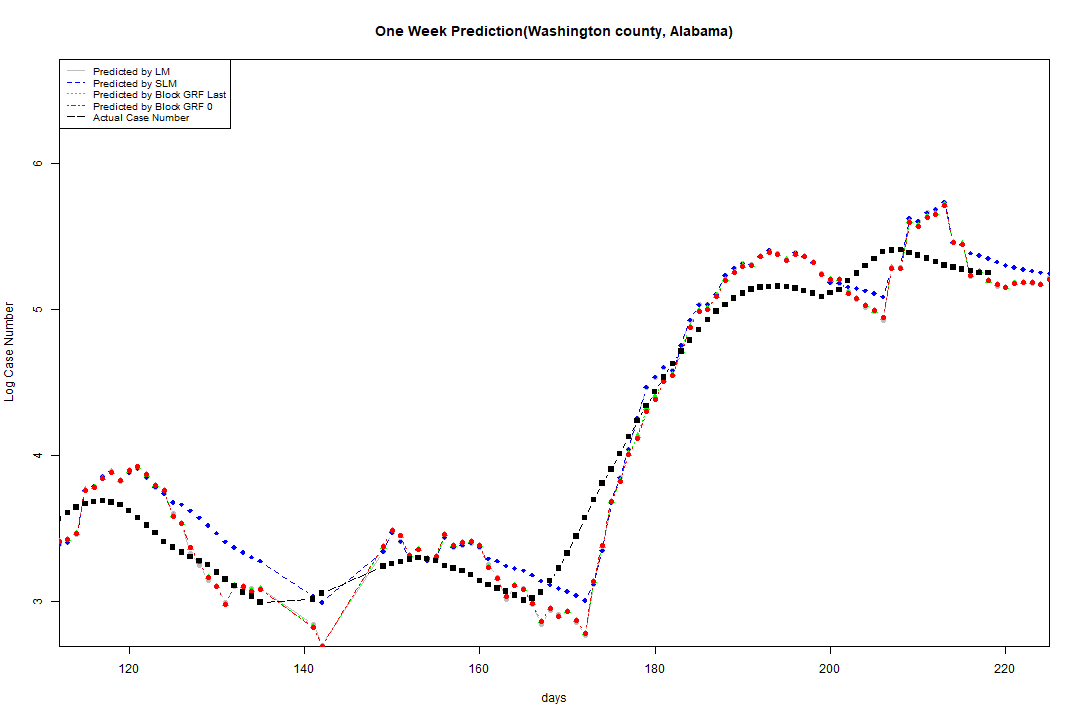 One Week Prediction(Washington county, Alabama)
Predicted by LM
Predicted by SLM
Predicted by Block GRF Last
Predicted by Block GRF 0
Actual Case Number
6
5
4
3
Log Case Number
120 140 160 180 200 220
days